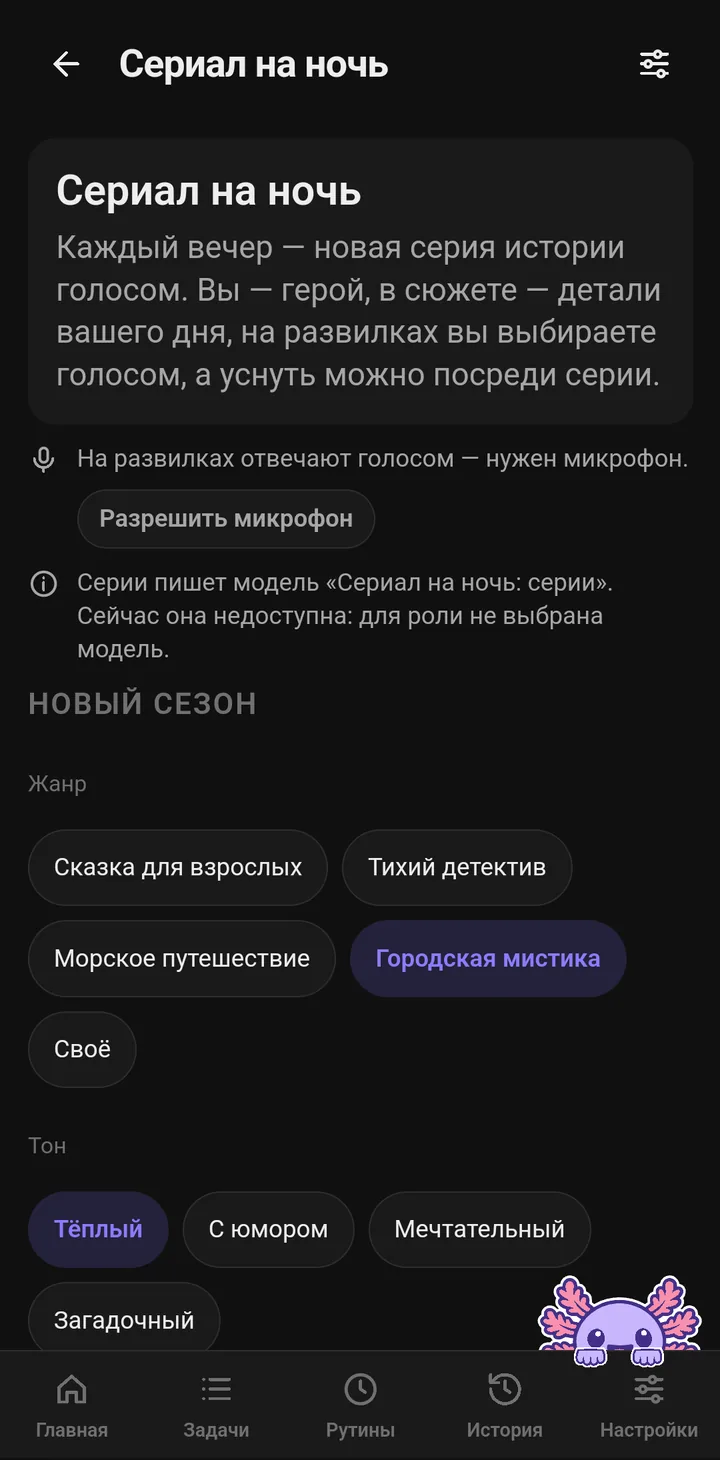 Сериал на ночь
Сериал на ночь
Каждый вечер — новая серия истории
голосом. Вы — герой, в сюжете — детали
вашего дня, на развилках вы выбираете
голосом, а уснуть можно посреди серии.
На развилках отвечают голосом — нужен микрофон.
Разрешить микрофон
Серии пишет модель «Сериал на ночь: серии».
Сейчас она недоступна: для роли не выбрана
модель.
НОВЫЙ СЕЗОН
Жанр
Сказка для взрослых
Тихий детектив
Морское путешествие
Городская мистика
Своё
Тон
Тёплый
С юмором
Мечтательный
Загадочный
Главная
Задачи
Рутины
История
Настройки